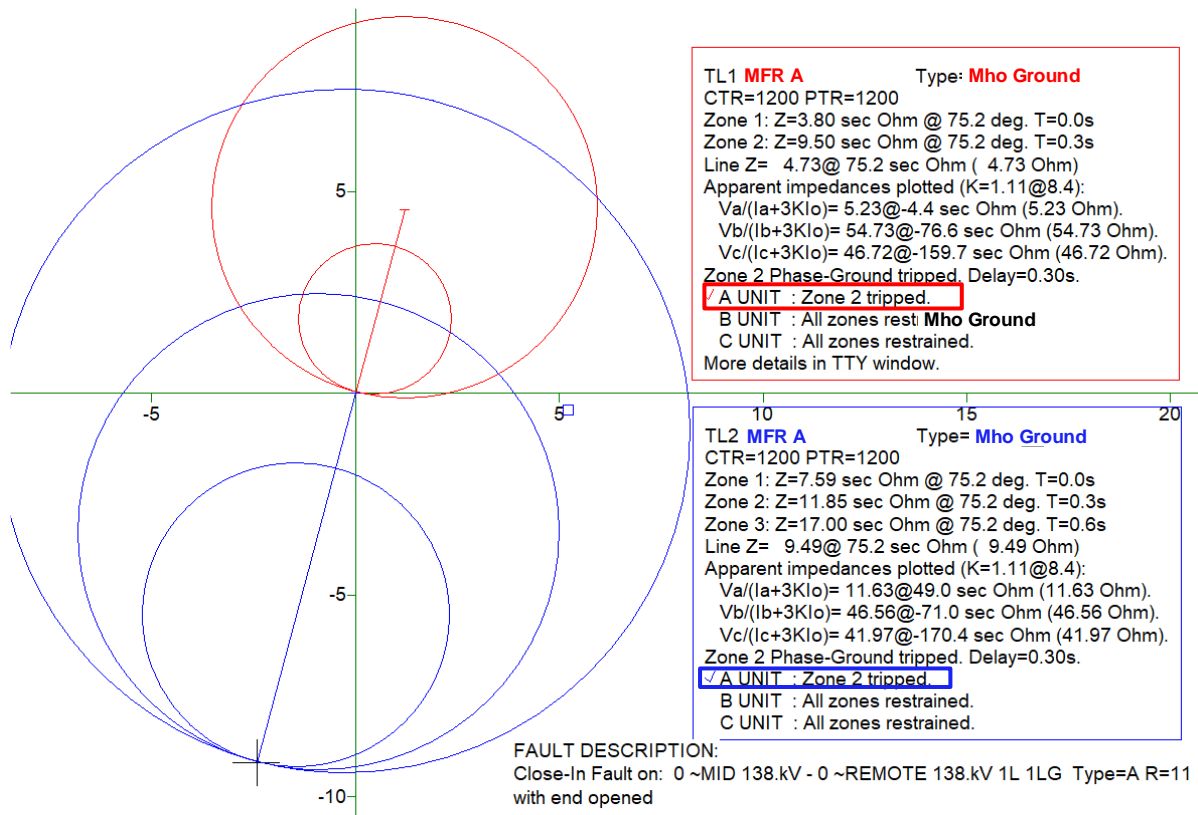 5
-5
5
10
15
20
-5
-10
TL1 MFR A Type: Mho Ground
CTR=1200 PTR=1200
Zone 1: Z=3.80 sec Ohm @ 75.2 deg. T=0.0s
Zone 2: Z=9.50 sec Ohm @ 75.2 deg. T=0.3s
Line Z= 4.73@ 75.2 sec Ohm ( 4.73 Ohm)
Apparent impedances plotted (K=1.11@8.4):
Va/(Ia+3KIo)= 5.23@-4.4 sec Ohm (5.23 Ohm).
Vb/(Ib+3KIo)= 54.73@-76.6 sec Ohm (54.73 Ohm).
Vc/(Ic+3KIo)= 46.72@-159.7 sec Ohm (46.72 Ohm).
Zone 2 Phase-Ground tripped. Delay=0.30s.
A UNIT : Zone 2 tripped.
B UNIT : All zones Mho Ground
C UNIT : All zones restrained.
More details in TTY window.
TL2 MFR A Type= Mho Ground
CTR=1200 PTR=1200
Zone 1: Z=7.59 sec Ohm @ 75.2 deg. T=0.0s
Zone 2: Z=11.85 sec Ohm @ 75.2 deg. T=0.3s
Zone 3: Z=17.00 sec Ohm @ 75.2 deg. T=0.6s
Line Z= 9.49@ 75.2 sec Ohm ( 9.49 Ohm)
Apparent impedances plotted (K=1.11@8.4):
Va/(Ia+3KIo)= 11.63@49.0 sec Ohm (11.63 Ohm).
Vb/(Ib+3KIo)= 46.56@-71.0 sec Ohm (46.56 Ohm).
Vc/(Ic+3KIo)= 41.97@-170.4 sec Ohm (41.97 Ohm).
Zone 2 Phase-Ground tripped. Delay=0.30s.
A UNIT : Zone 2 tripped.
B UNIT : All zones restrained.
C UNIT : All zones restrained.
FAULT DESCRIPTION:
Close-In Fault on: 0 ~MID 138.kV - 0 ~REMOTE 138.kV 1L 1LG Type=A R=11
with end opened